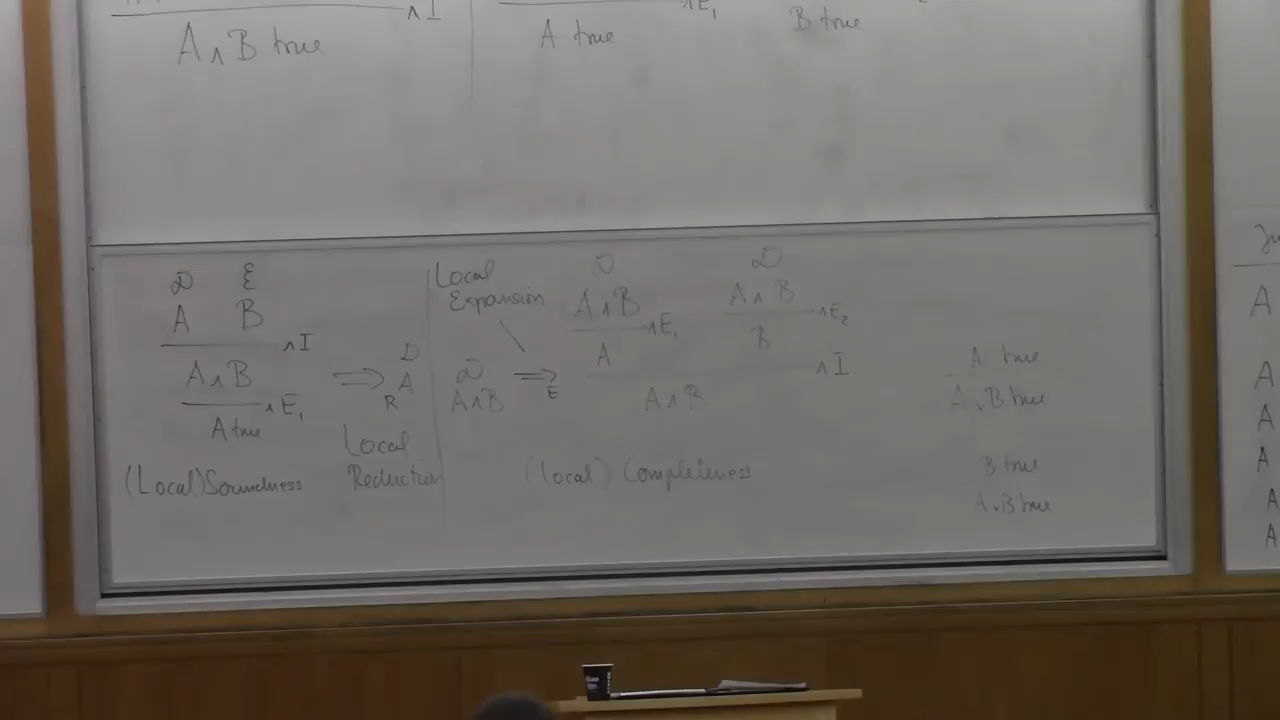 ∧I
A∧B true
∧E₁
A true
B true
D
E
A
B
∧I
A∧B
∧E₁
A true
(Local) Soundness
⟹
R
D
A
Local
Reduction
Local
Expansion
D
A∧B
⟹
E
D
A∧B
∧E₁
A
D
A∧B
∧E₂
B
∧I
A∧B
(local) Completeness
A true
A∨B true
B true
A∨B true
A
A
A
A
A
A